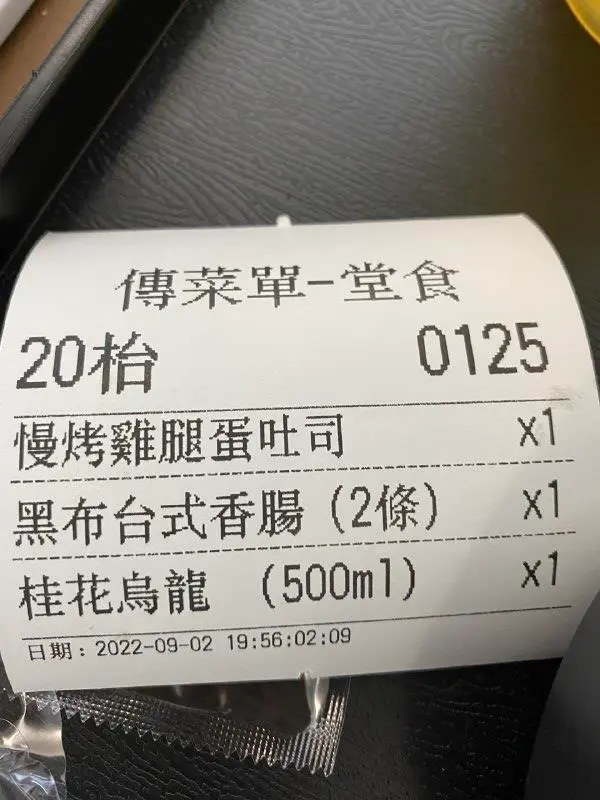 傳菜單-堂食
20枱 0125
慢烤雞腿蛋吐司 x1
黑布台式香腸 (2條) x1
桂花烏龍 (500ml) x1
日期：2022-09-02 19:56:02:09